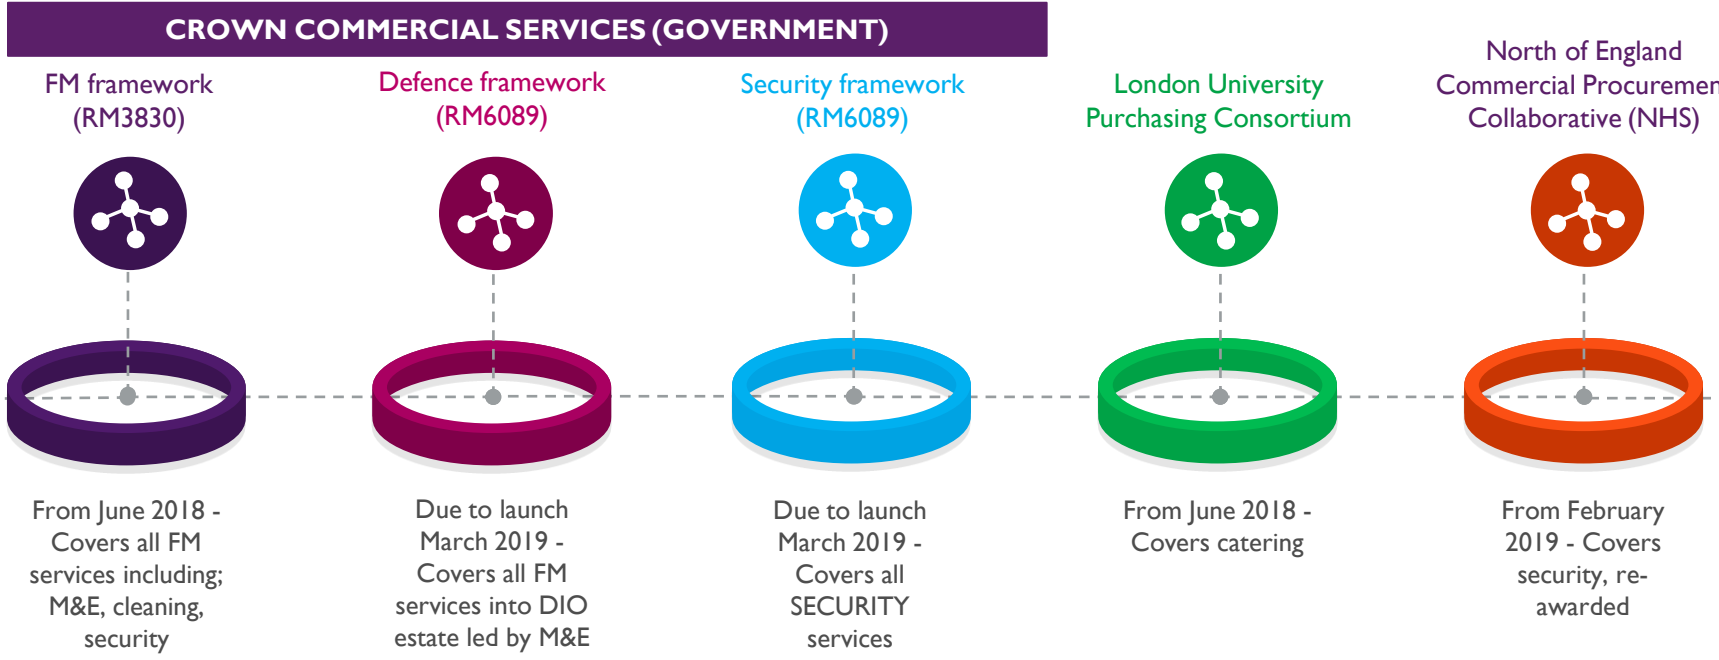 CROWN COMMERCIAL SERVICES (GOVERNMENT)
FM framework
(RM3830)
Defence framework
(RM6089)
Security framework
(RM6089)
London University
Purchasing Consortium
North of England
Commercial Procuremen
Collaborative (NHS)
From June 2018 -
Covers all FM
services including;
M&E, cleaning,
security
Due to launch
March 2019 -
Covers all FM
services into DIO
estate led by M&E
Due to launch
March 2019 -
Covers all
SECURITY
services
From June 2018 -
Covers catering
From February
2019 - Covers
security, re-
awarded